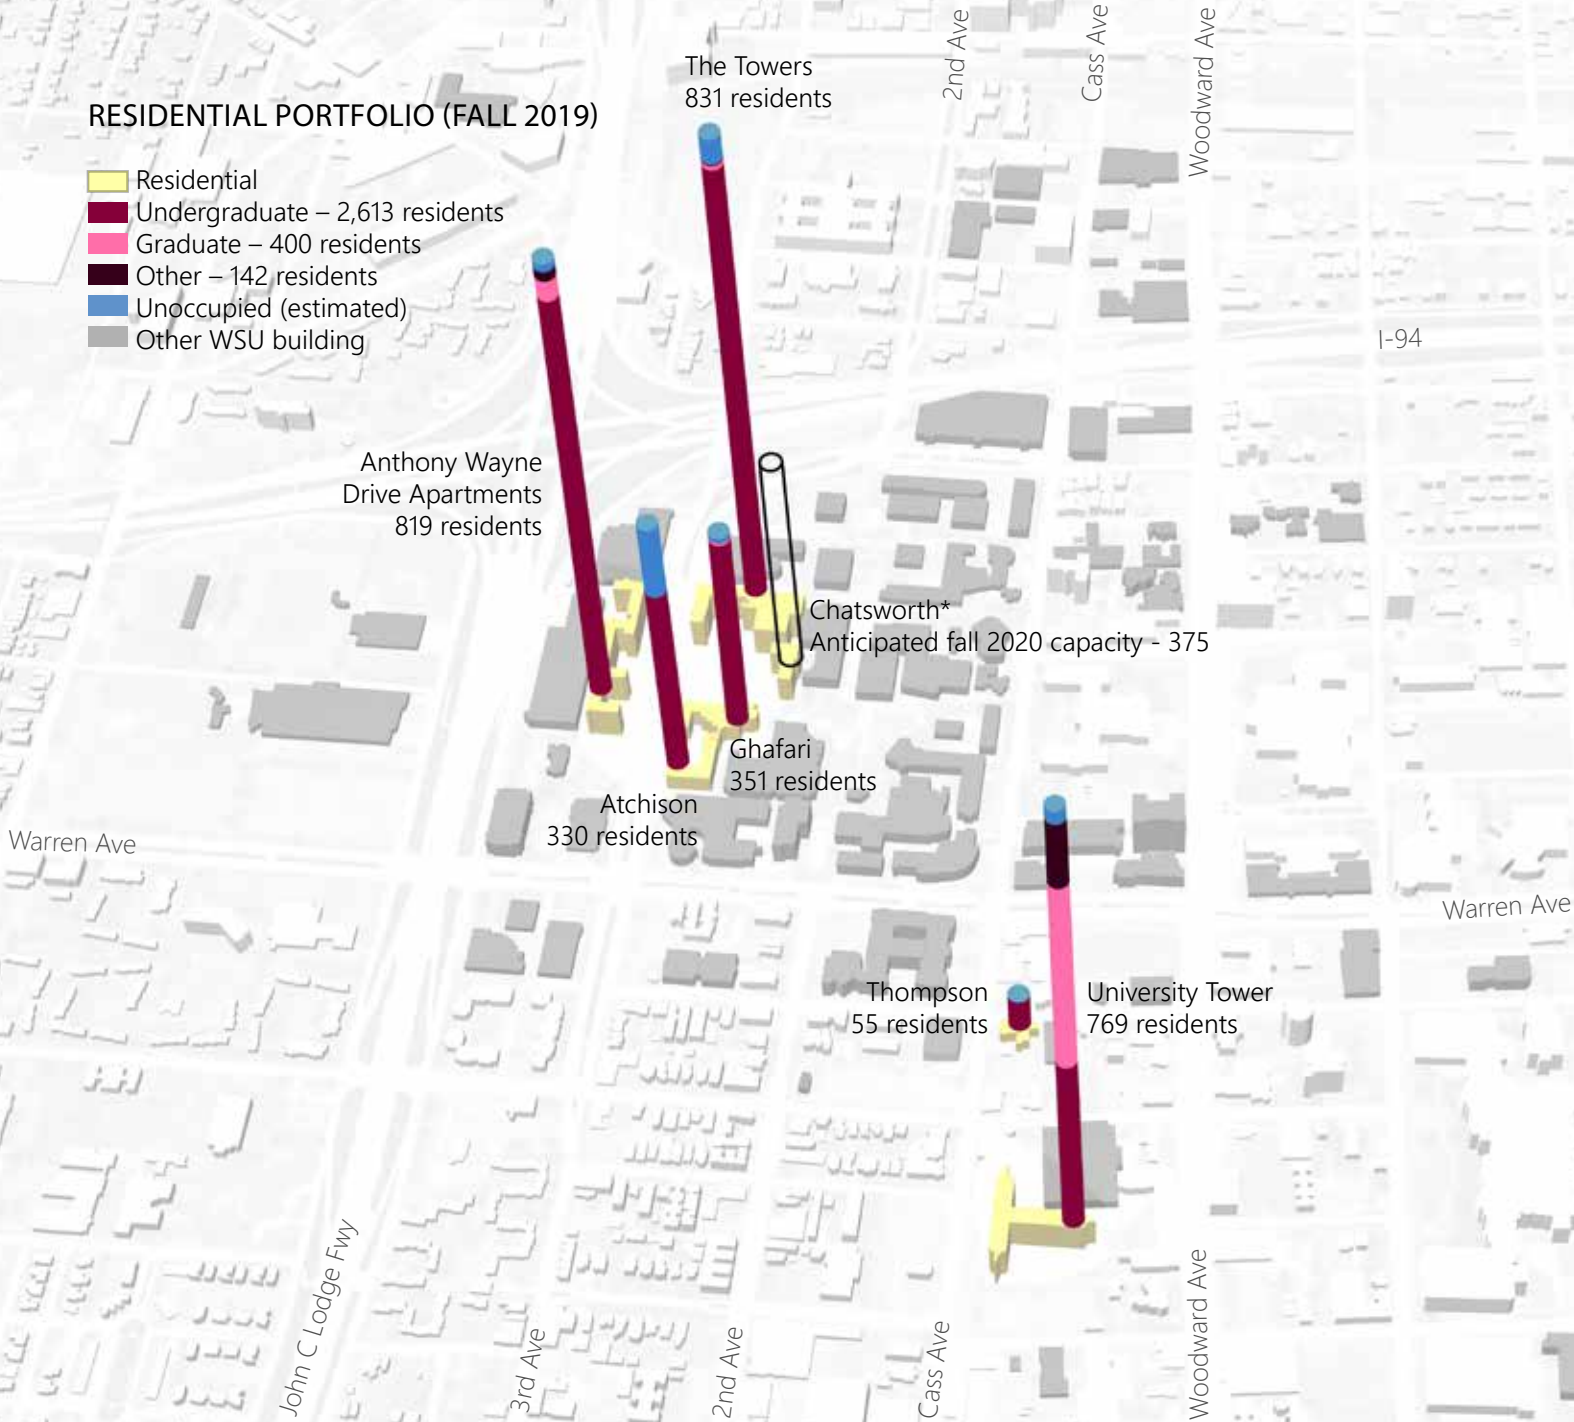 The Towers
831 residents
2nd Ave
Cass Ave
Woodward Ave
RESIDENTIAL PORTFOLIO (FALL 2019)
Residential
Undergraduate – 2,613 residents
Graduate – 400 residents
Other – 142 residents
Unoccupied (estimated)
Other WSU building
I-94
Anthony Wayne
Drive Apartments
819 residents
Chatsworth*
Anticipated fall 2020 capacity - 375
Ghafari
351 residents
Atchison
330 residents
Warren Ave
Warren Ave
Thompson
55 residents
University Tower
769 residents
John C Lodge Fwy
3rd Ave
2nd Ave
Cass Ave
Woodward Ave